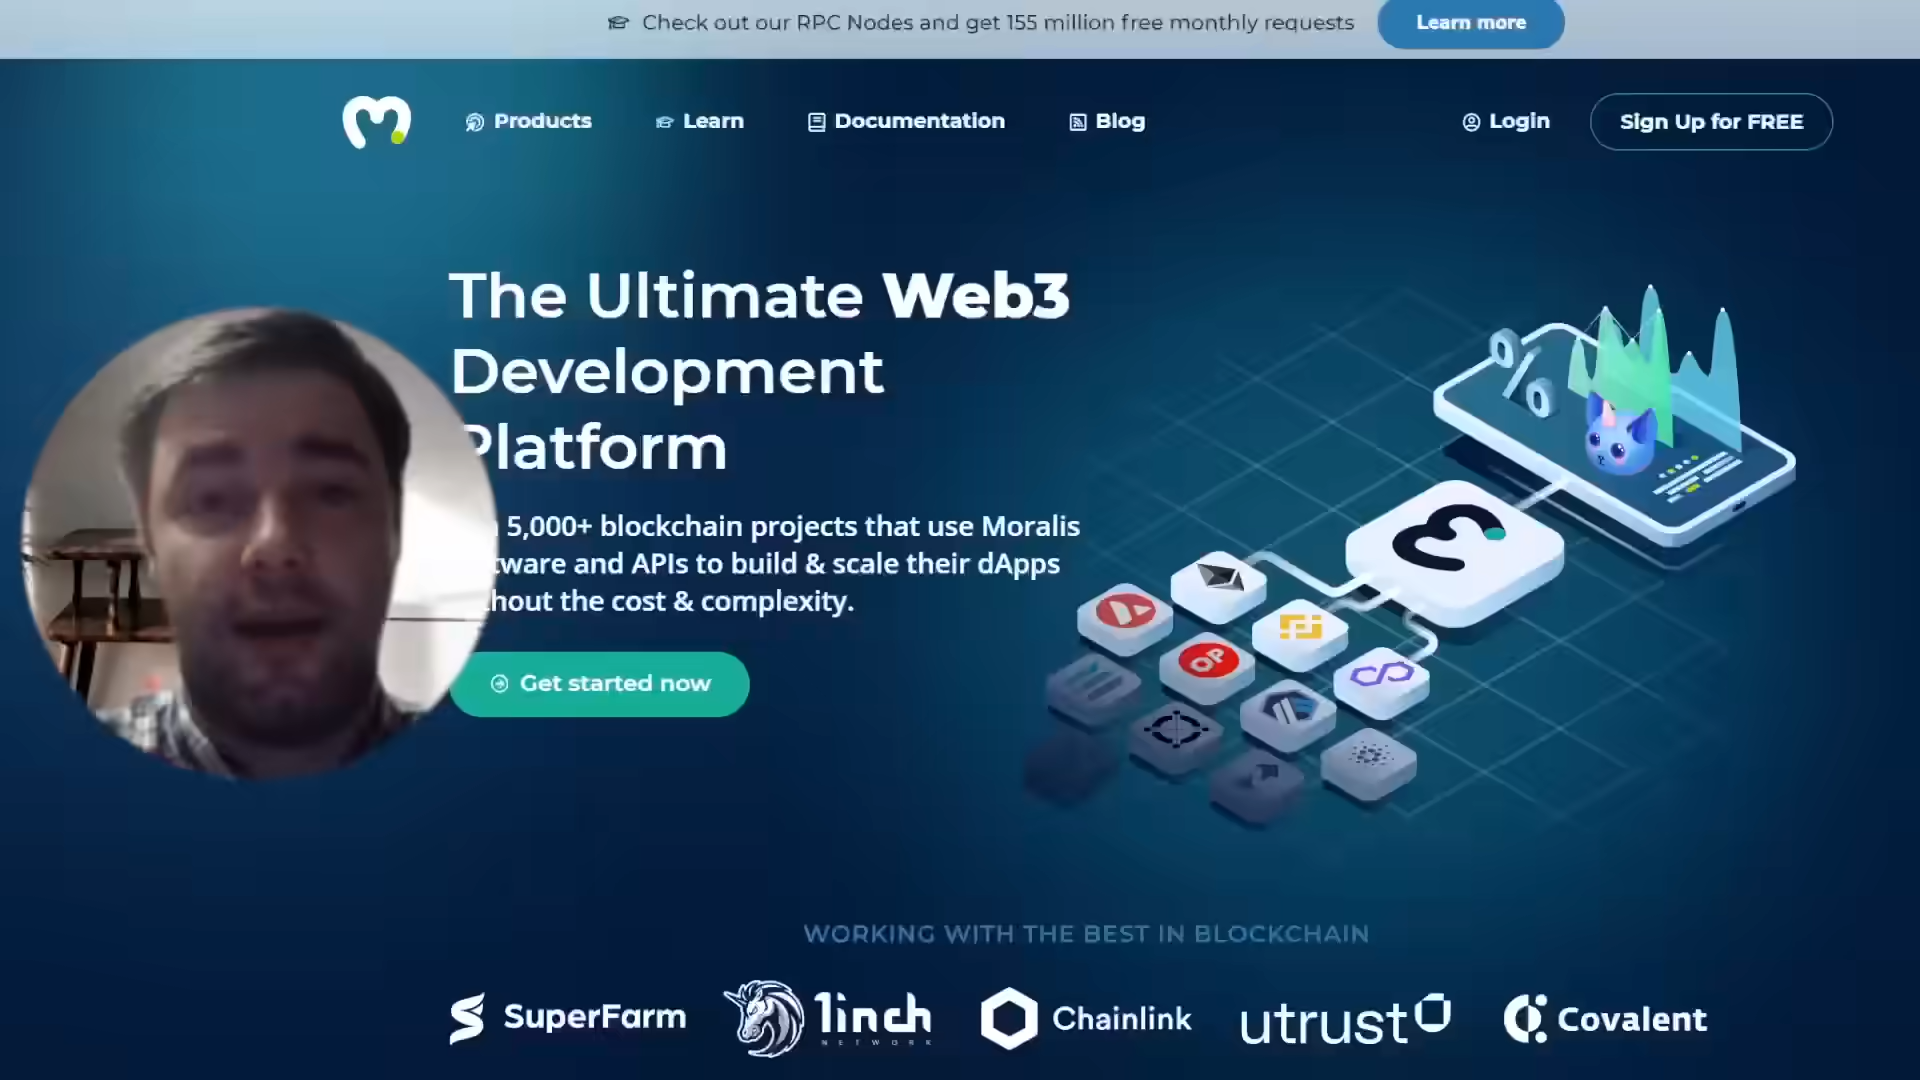 Check out our RPC Nodes and get 155 million free monthly requests
Learn more
Products
Learn
Documentation
Blog
Login
Sign Up for FREE
The Ultimate Web3
Development
Platform
5,000+ blockchain projects that use Moralis
and APIs to build & scale their dApps
the cost & complexity.
Get started now
%
OP
WORKING WITH THE BEST IN BLOCKCHAIN
SuperFarm
1inch
NETWORK
Chainlink
utrust
Covalent